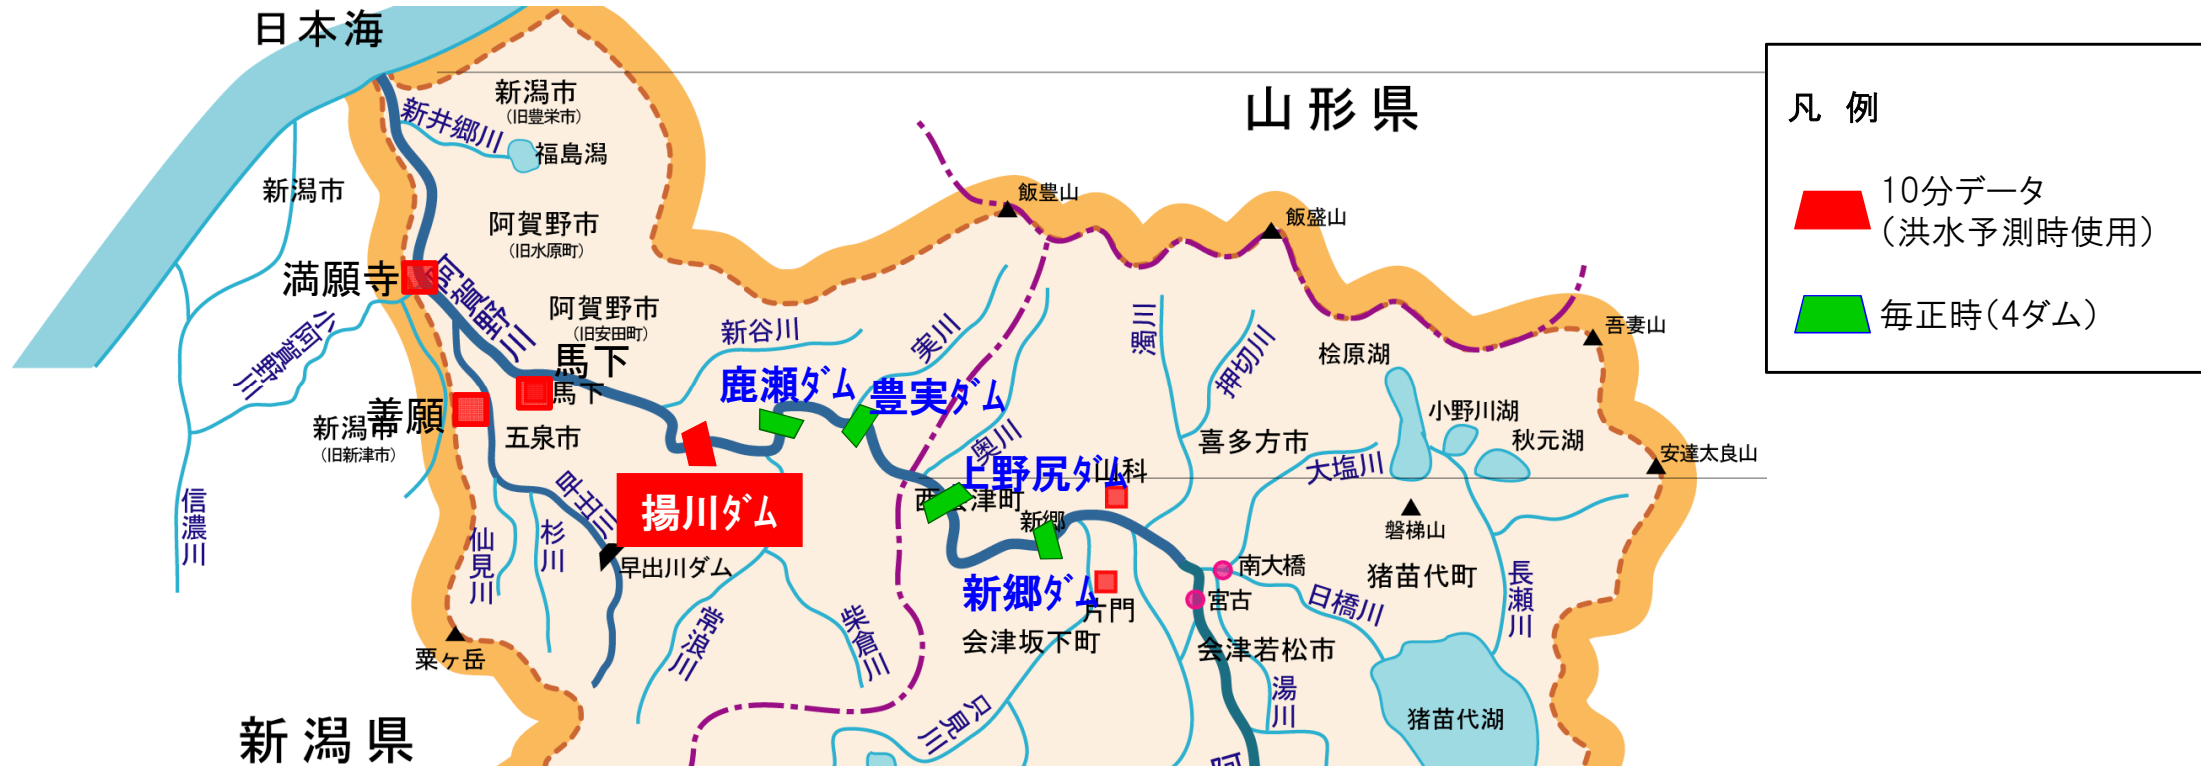 日本海
新潟市
(旧豊栄市)
新井郷川
福島潟
山形県
凡 例
10分データ
(洪水予測時使用)
毎正時(4ダム)
新潟市
飯豊山
飯盛山
阿賀野市
(旧水原町)
満願寺
阿賀野川
小阿賀野川
阿賀野市
(旧安田町)
新谷川
実川
濁川
押切川
吾妻山
桧原湖
馬下
馬下
鹿瀬ダム
豊実ダム
小野川湖
秋元湖
安達太良山
善願
新潟市
(旧新津市)
五泉市
奥川
喜多方市
大塩川
上野尻ダム
山科
西会津町
新郷
磐梯山
信濃川
仙見川
杉川
早出川
揚川ダム
早出川ダム
南大橋
猪苗代町
長瀬川
新郷ダム
片門
宮古
日橋川
常浪川
柴倉川
会津坂下町
会津若松市
粟ヶ岳
湯川
只見川
猪苗代湖
新潟県
阿